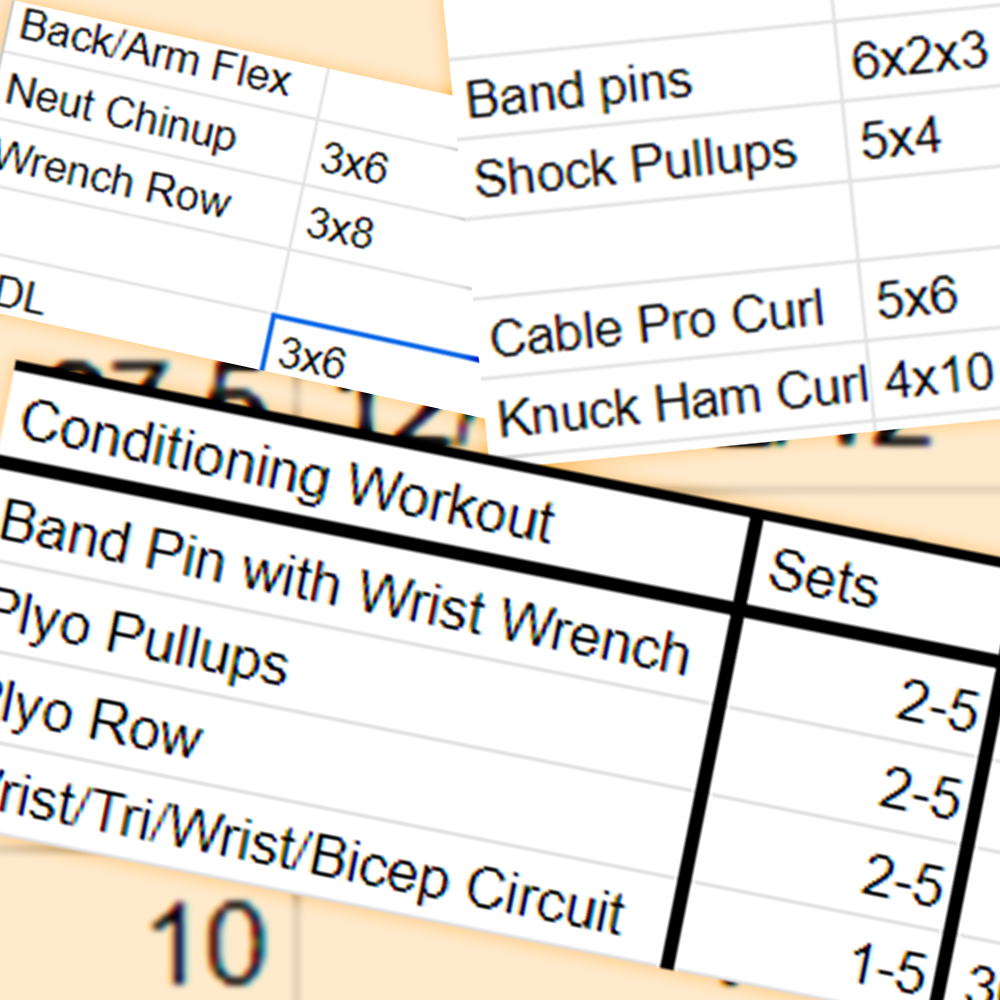 Back/Arm Flex
Neut Chinup 3x6
Wrench Row 3x8
DL 3x6
Band pins 6x2x3
Shock Pullups 5x4
Cable Pro Curl 5x6
Knuck Ham Curl 4x10
Conditioning Workout Sets
Band Pin with Wrist Wrench 2-5
Plyo Pullups 2-5
Plyo Row 2-5
Wrist/Tri/Wrist/Bicep Circuit 1-5
10